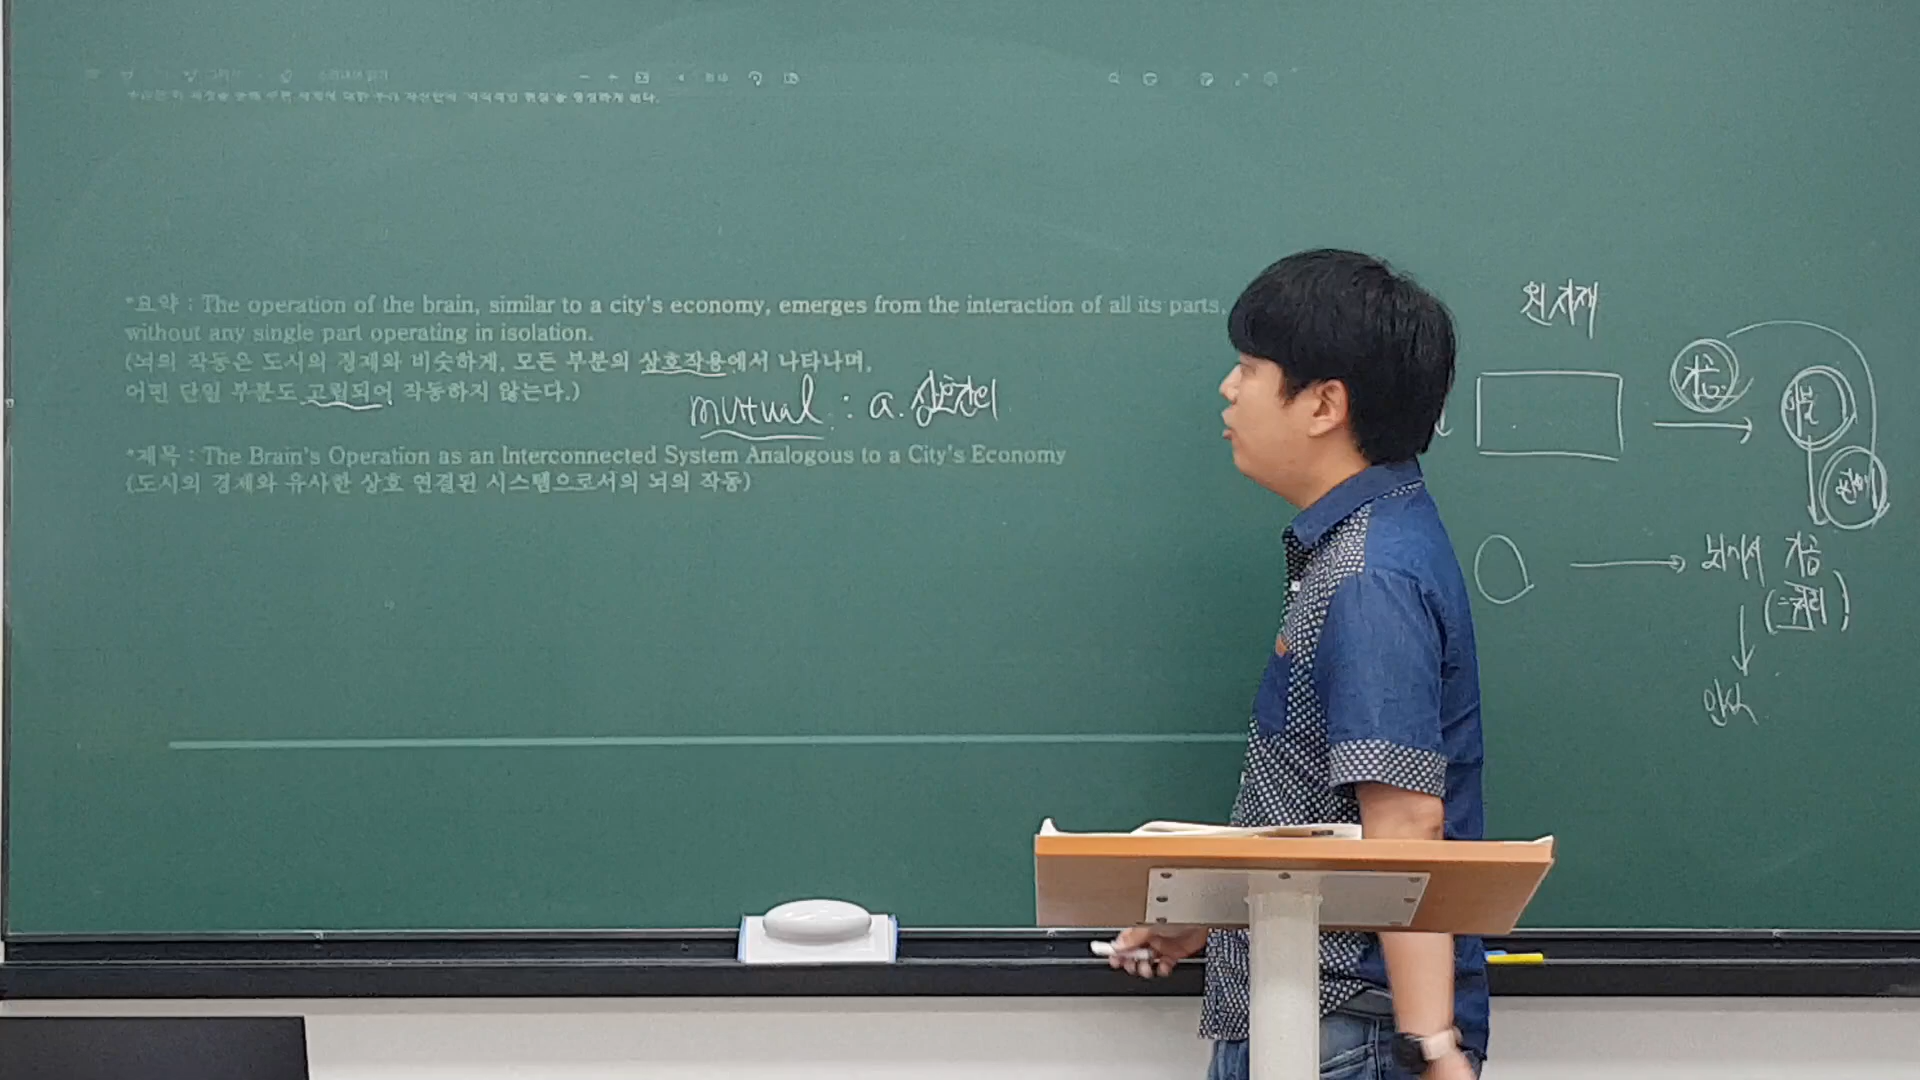 *요약 : The operation of the brain, similar to a city's economy, emerges from the interaction of all its parts,
without any single part operating in isolation.
(뇌의 작동은 도시의 경제와 비슷하게, 모든 부분의 상호작용에서 나타나며,
어떤 단일 부분도 고립되어 작동하지 않는다.)
mutual : a. 상호간의
*제목 : The Brain's Operation as an Interconnected System Analogous to a City's Economy
(도시의 경제와 유사한 상호 연결된 시스템으로서의 뇌의 작동)
원자재
가공
판매
뇌에서 가공
(=처리)